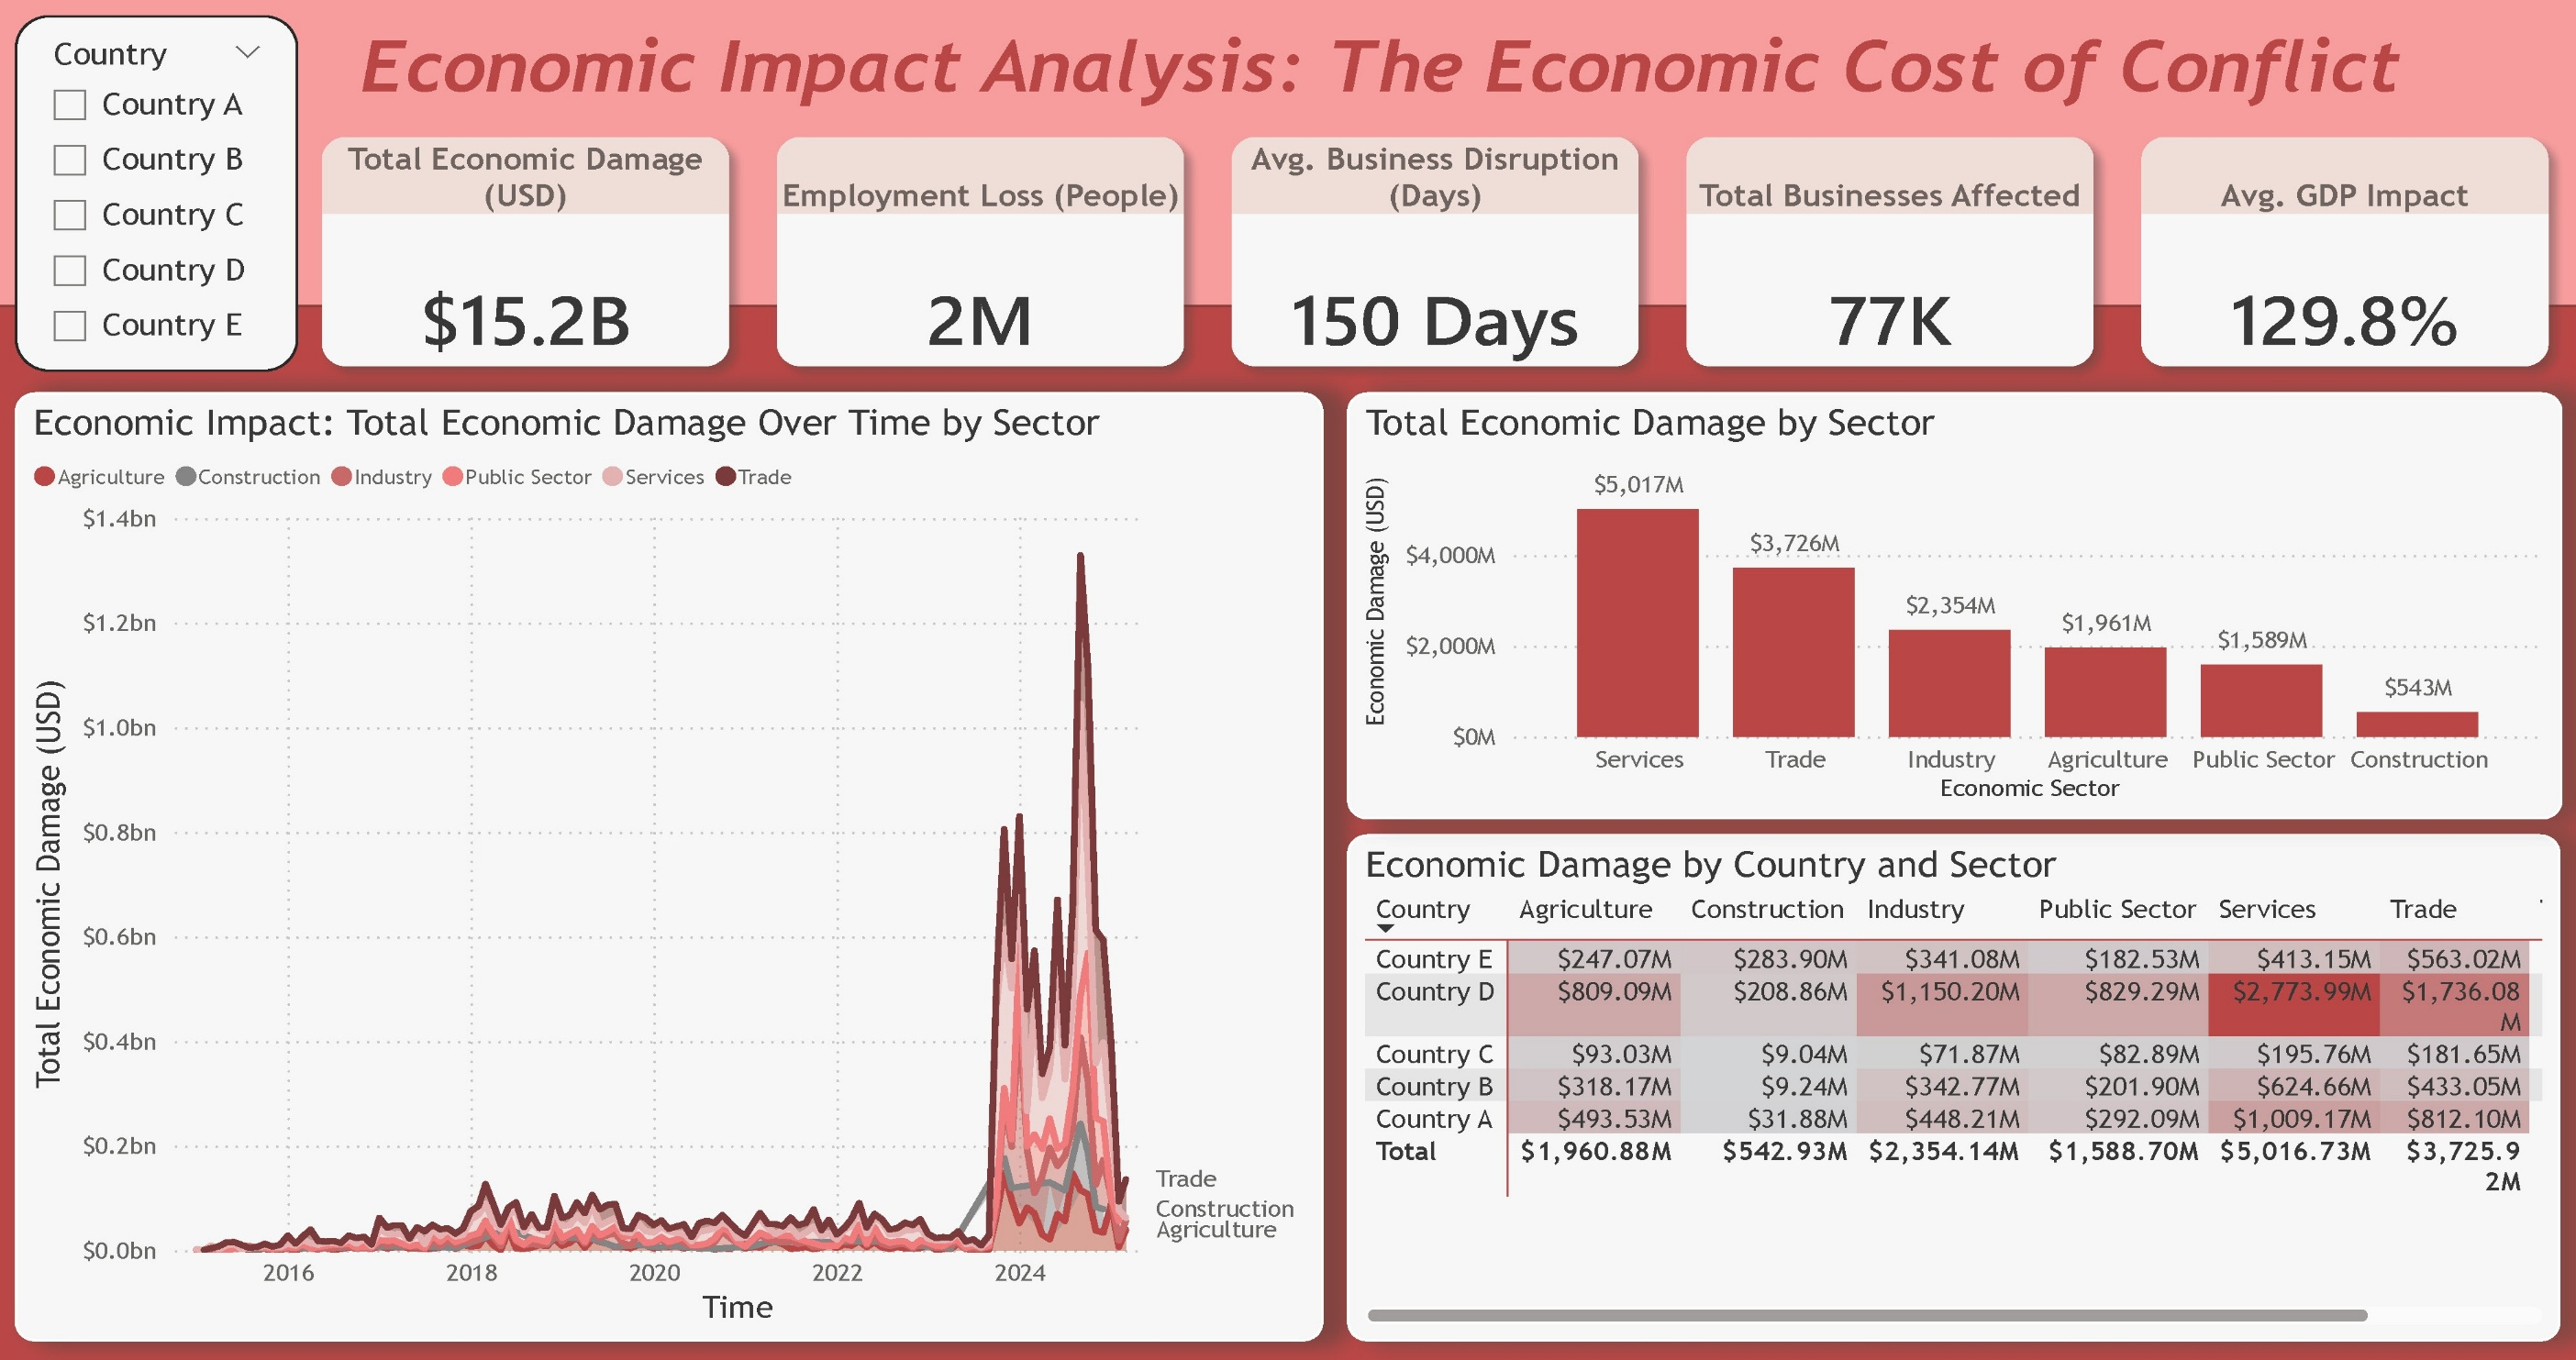 Country
Country A
Country B
Country C
Country D
Country E
Economic Impact Analysis: The Economic Cost of Conflict
Total Economic Damage
(USD)
$15.2B
Employment Loss (People)
2M
Avg. Business Disruption
(Days)
150 Days
Total Businesses Affected
77K
Avg. GDP Impact
129.8%
Economic Impact: Total Economic Damage Over Time by Sector
Agriculture Construction Industry Public Sector Services Trade
Total Economic Damage (USD)
$1.4bn
$1.2bn
$1.0bn
$0.8bn
$0.6bn
$0.4bn
$0.2bn
$0.0bn
Trade
Construction
Agriculture
2016 2018 2020 2022 2024
Time
Total Economic Damage by Sector
Economic Damage (USD)
$4,000M
$2,000M
$0M
$5,017M
$3,726M
$2,354M
$1,961M
$1,589M
$543M
Services Trade Industry Agriculture Public Sector Construction
Economic Sector
Economic Damage by Country and Sector
Country Agriculture Construction Industry Public Sector Services Trade
Country E $247.07M $283.90M $341.08M $182.53M $413.15M $563.02M
Country D $809.09M $208.86M $1,150.20M $829.29M $2,773.99M $1,736.08
M
Country C $93.03M $9.04M $71.87M $82.89M $195.76M $181.65M
Country B $318.17M $9.24M $342.77M $201.90M $624.66M $433.05M
Country A $493.53M $31.88M $448.21M $292.09M $1,009.17M $812.10M
Total $1,960.88M $542.93M $2,354.14M $1,588.70M $5,016.73M $3,725.9
2M